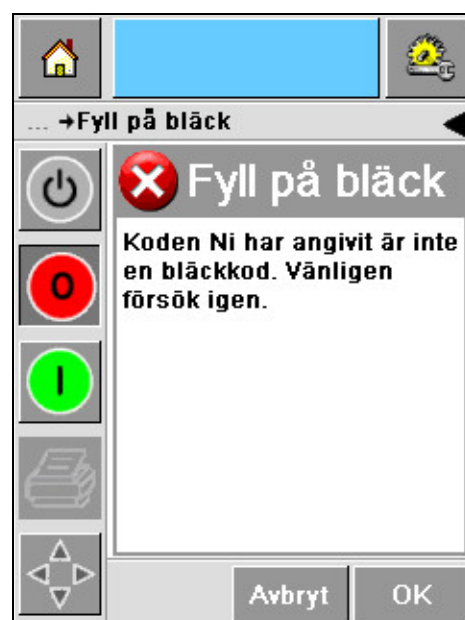 ... →Fyll på bläck
Fyll på bläck
Koden Ni har angivit är inte
en bläckkod. Vänligen
försök igen.
O
I
Avbryt OK